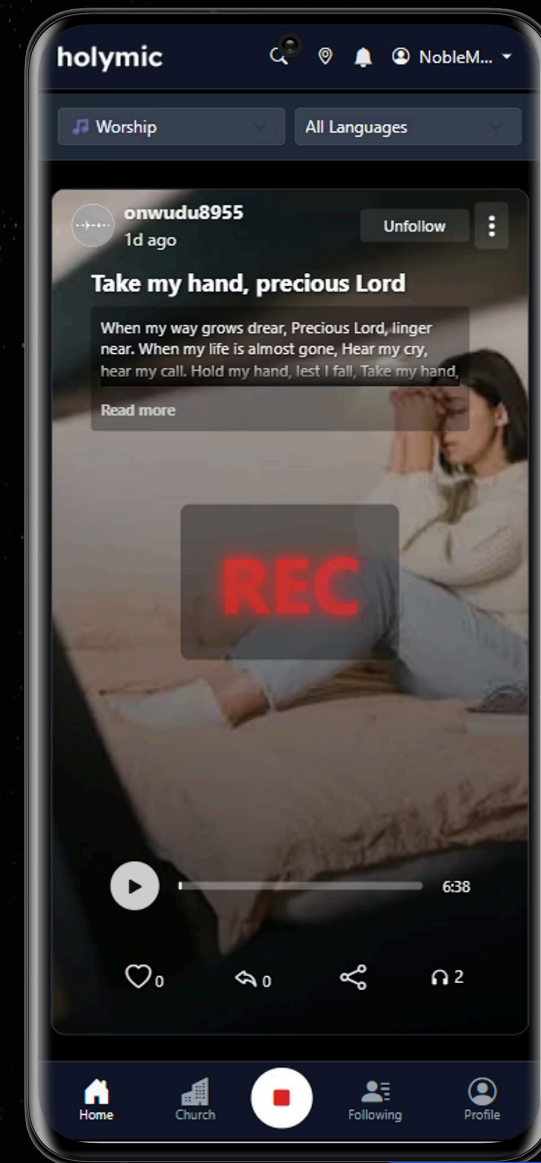 holymic
NobleM...
Worship
All Languages
onwudu8955
1d ago
Unfollow
Take my hand, precious Lord
When my way grows drear, Precious Lord, linger
near. When my life is almost gone, Hear my cry,
hear my call. Hold my hand, lest I fall, Take my hand,
Read more
REC
6:38
0
0
2
Home
Church
Following
Profile